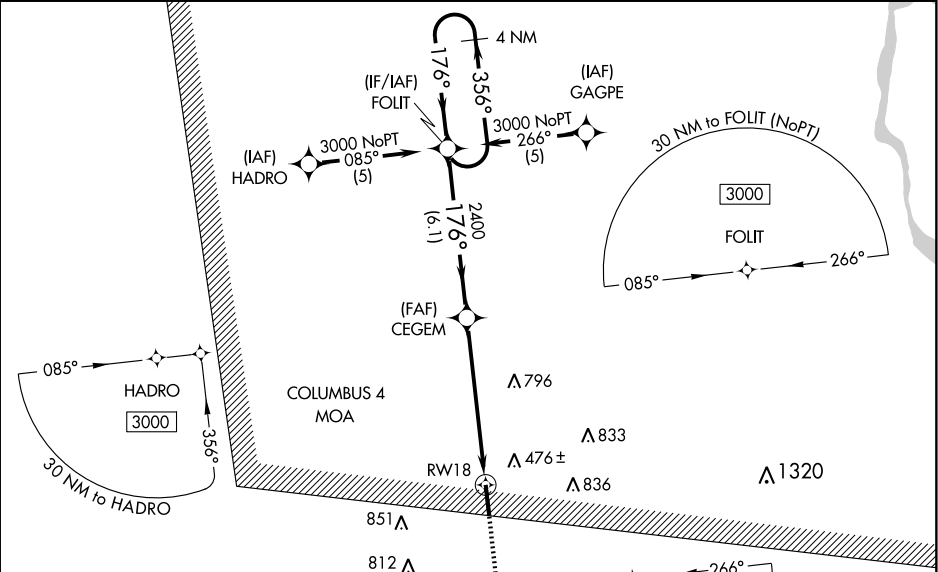 4 NM
176°
356°
(IF/IAF)
FOLIT
(IAF)
GAGPE
3000 NoPT
266°
(5)
(IAF)
HADRO
3000 NoPT
085°
(5)
30 NM to FOLIT (NoPT)
3000
FOLIT
085°
266°
2400
176°
(6.1)
(FAF)
CEGEM
085°
HADRO
3000
356°
30 NM to HADRO
COLUMBUS 4
MOA
796
833
476±
836
1320
RW18
851
812
266°